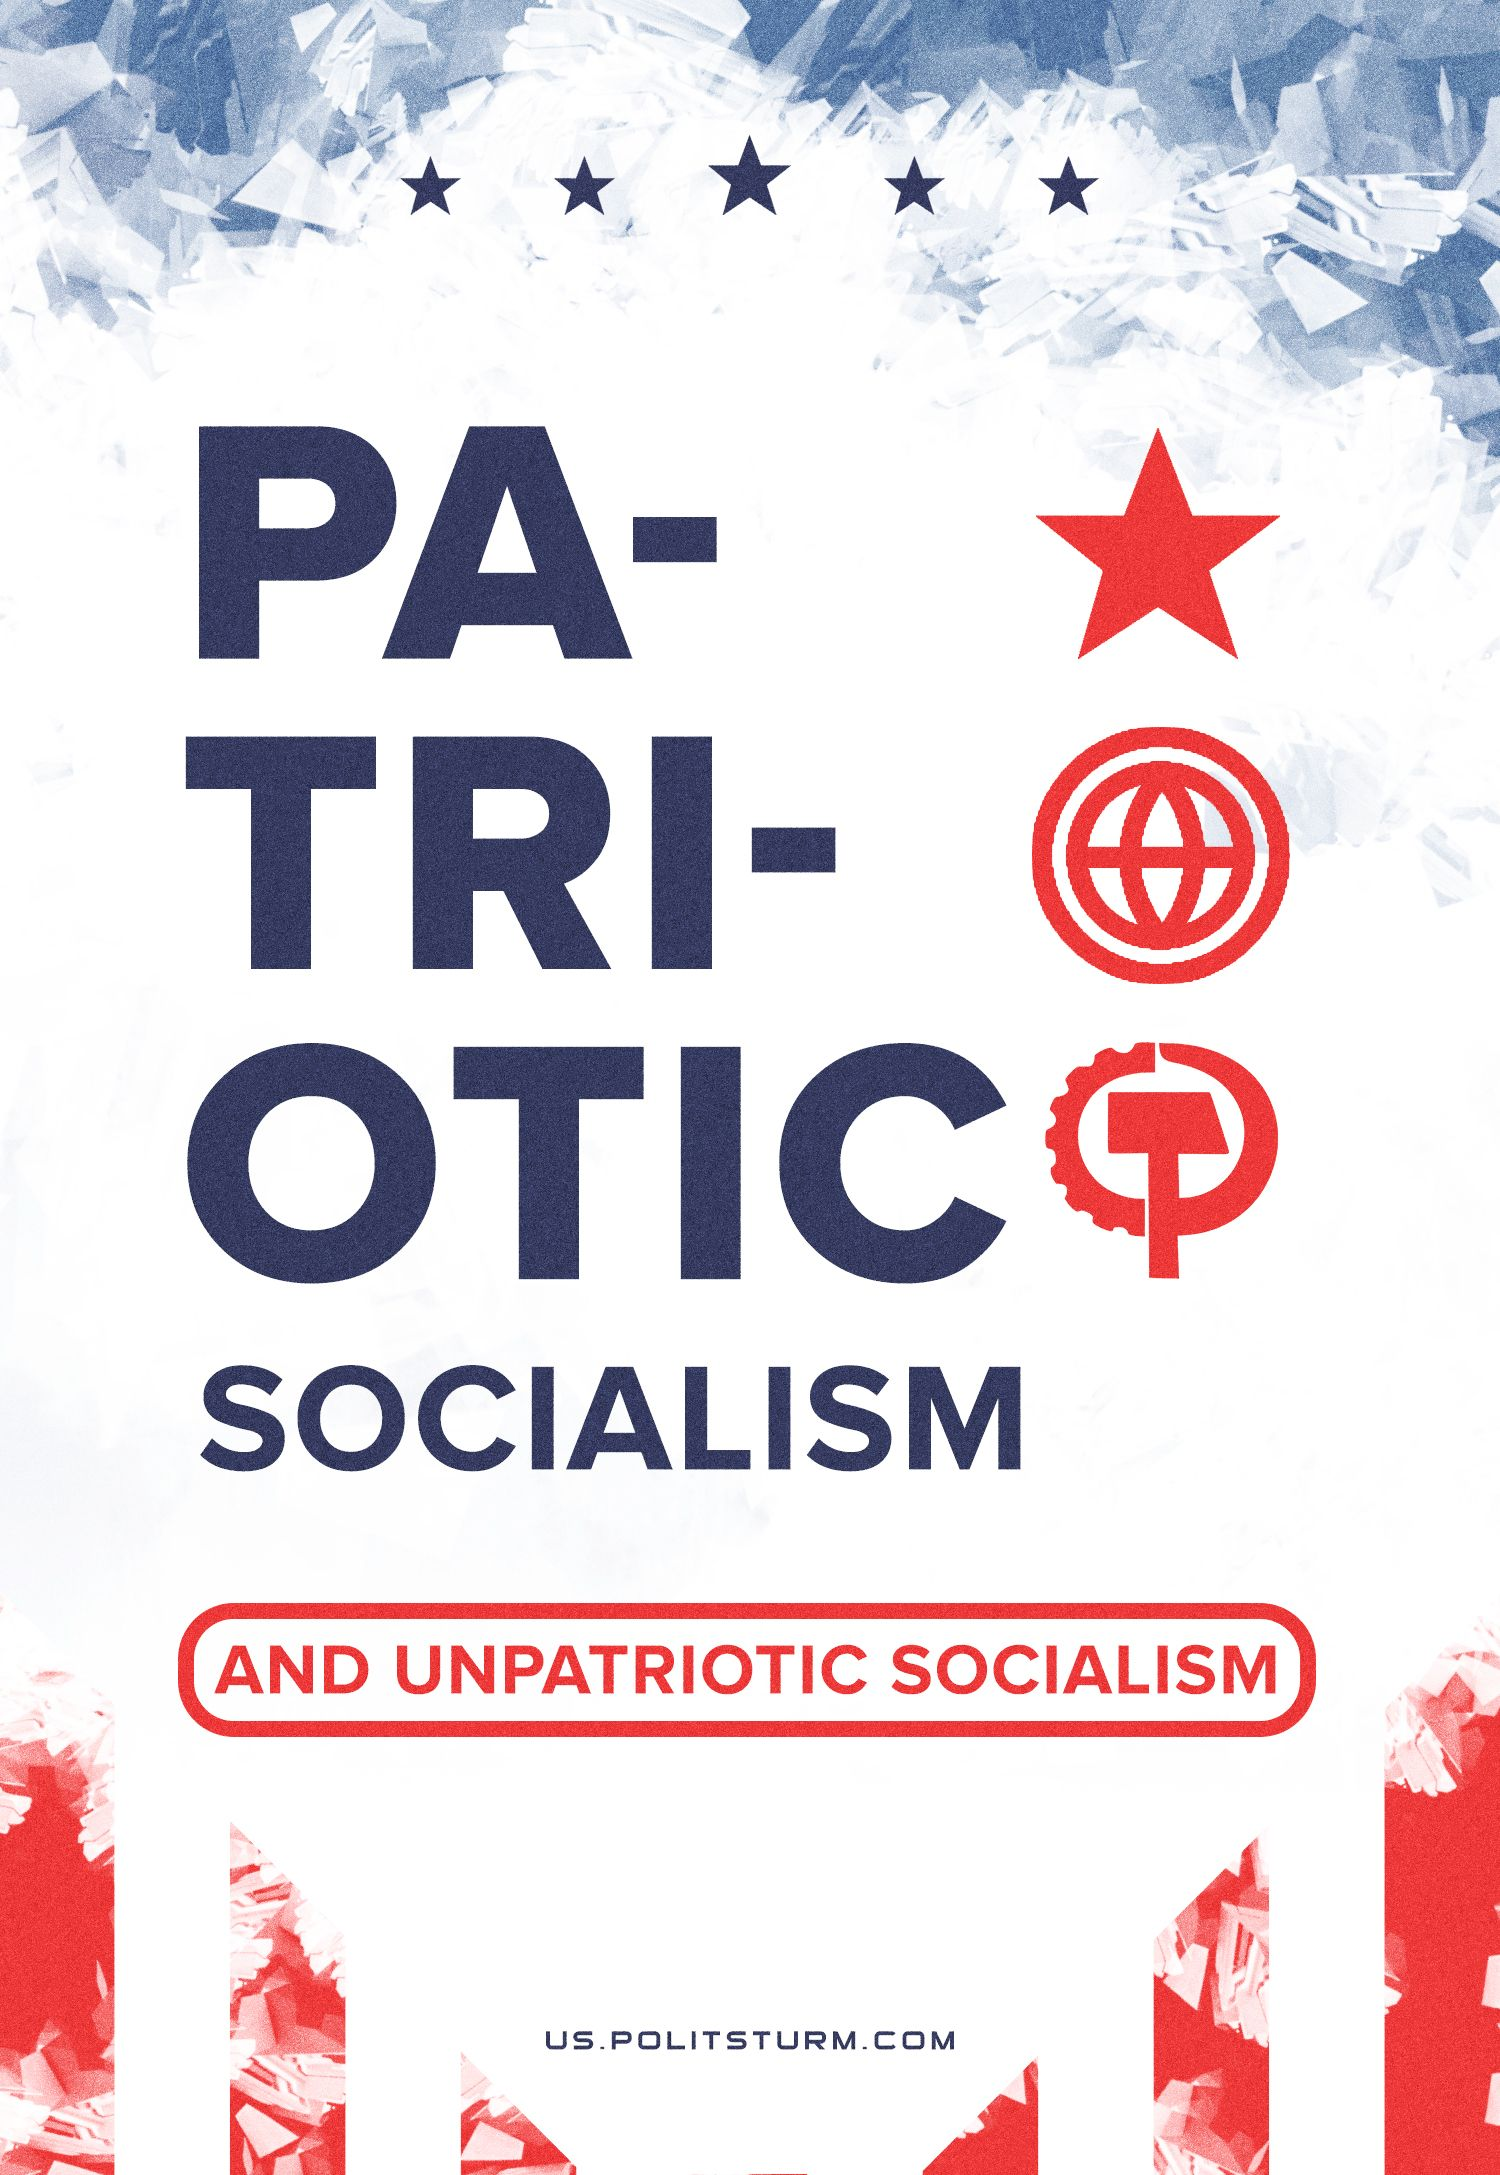 PA-
TRI-
OTIC
SOCIALISM
AND UNPATRIOTIC SOCIALISM
US.POLITSTURM.COM